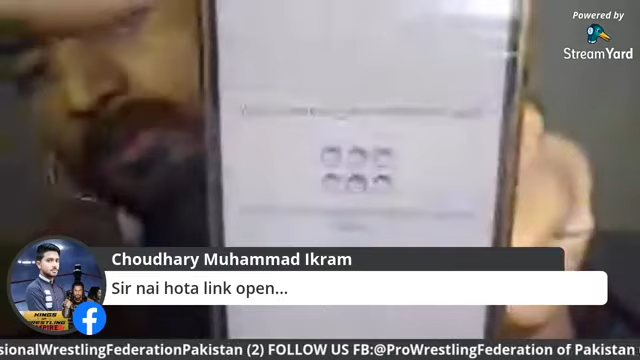 Powered by
StreamYard
Choudhary Muhammad Ikram
Sir nai hota link open...
KINGS
sionalWrestlingFederationPakistan (2) FOLLOW US FB:@ProWrestlingFederation of Pakistan